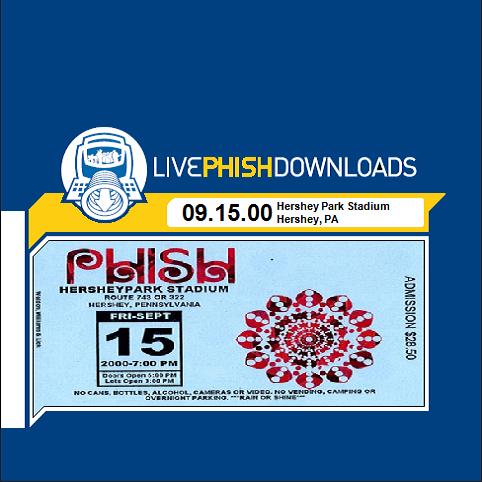 LIVEPHISHDOWNLOADS
09.15.00
Hershey Park Stadium
Hershey, PA
PHISH
HERSHEYPARK STADIUM
ROUTE 743 OR 322
HERSHEY, PENNSYLVANIA
FRI-SEPT
15
2000-7:00 PM
Doors Open 5:00 PM
Lots Open 3:00 PM
ADMISSION $28.50
NO CANS, BOTTLES, ALCOHOL, CAMERAS OR VIDEO. NO VENDING, CAMPING OR
OVERNIGHT PARKING. ***RAIN OR SHINE***